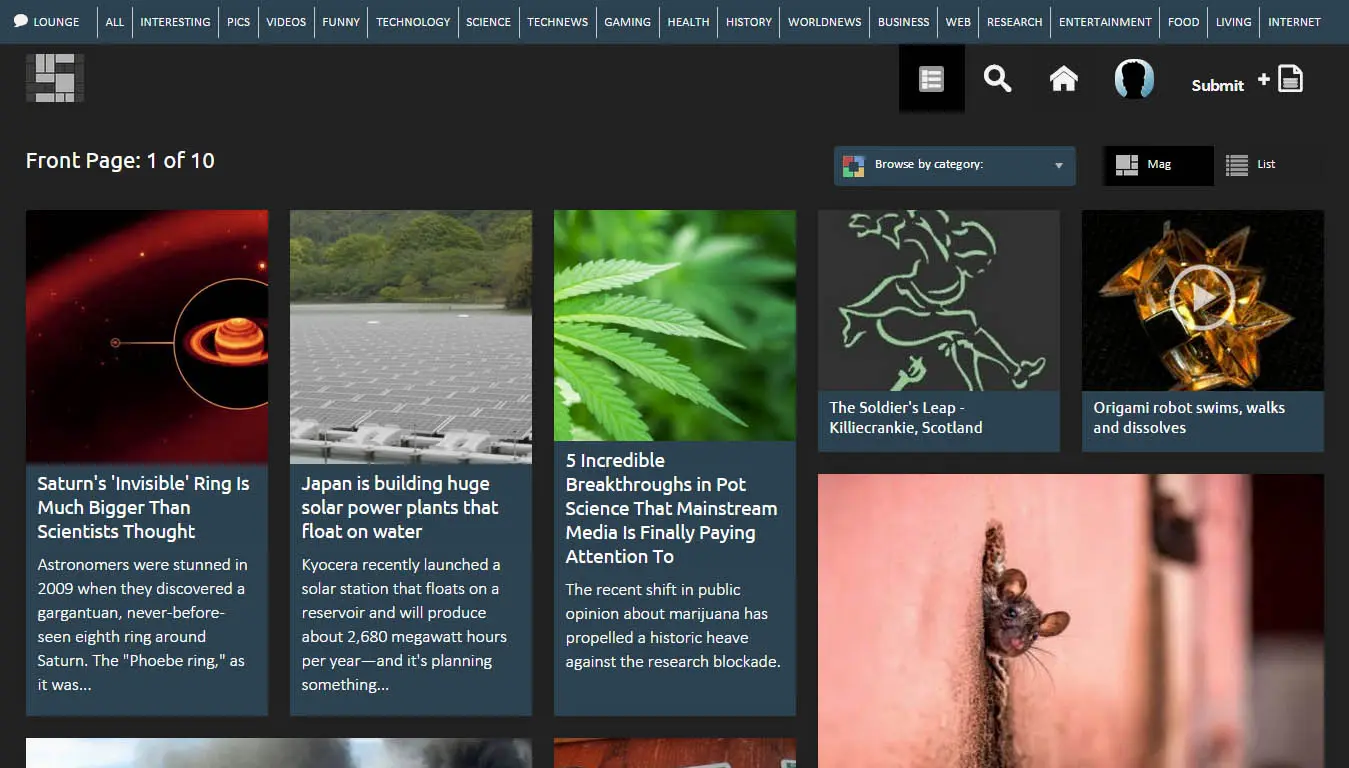 LOUNGE ALL INTERESTING PICS VIDEOS FUNNY TECHNOLOGY SCIENCE TECHNEWS GAMING HEALTH HISTORY WORLDNEWS BUSINESS WEB RESEARCH ENTERTAINMENT FOOD LIVING INTERNET
Submit +
Front Page: 1 of 10
Browse by category:
Mag
List
Saturn's 'Invisible' Ring Is
Much Bigger Than
Scientists Thought
Astronomers were stunned in
2009 when they discovered a
gargantuan, never-before-
seen eighth ring around
Saturn. The "Phoebe ring," as
it was...
Japan is building huge
solar power plants that
float on water
Kyocera recently launched a
solar station that floats on a
reservoir and will produce
about 2,680 megawatt hours
per year—and it's planning
something...
5 Incredible
Breakthroughs in Pot
Science That Mainstream
Media Is Finally Paying
Attention To
The recent shift in public
opinion about marijuana has
propelled a historic heave
against the research blockade.
The Soldier's Leap -
Killiecrankie, Scotland
Origami robot swims, walks
and dissolves